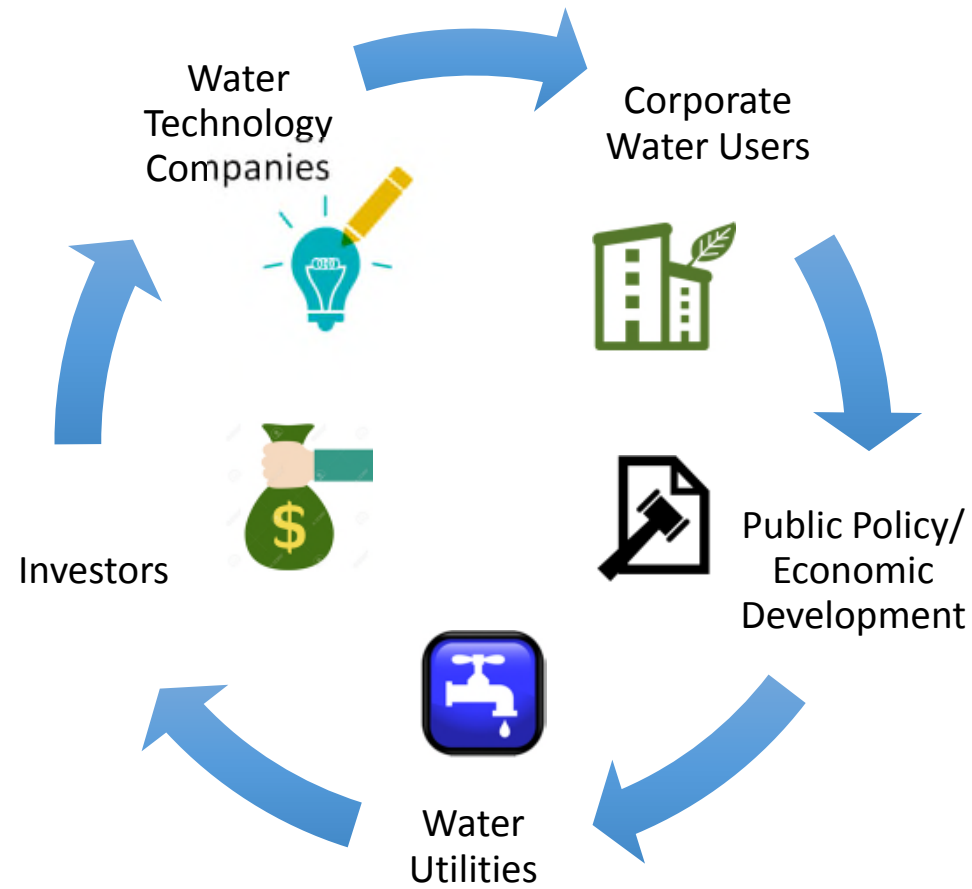 Water
Technology
Companies
Corporate
Water Users
Public Policy/
Economic
Development
Water
Utilities
Investors
$